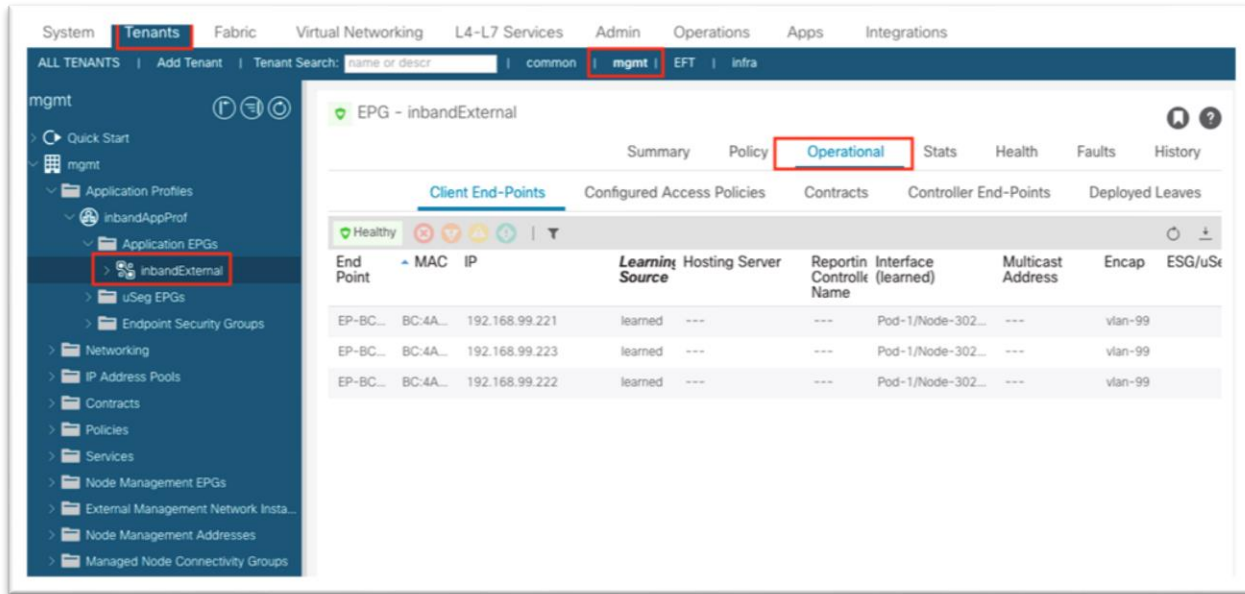 System Tenants Fabric Virtual Networking L4-L7 Services Admin Operations Apps Integrations
ALL TENANTS | Add Tenant | Tenant Search: name or descr | common | mgmt | EFT | infra
mgmt
Quick Start
mgmt
Application Profiles
inbandAppProf
Application EPGs
inbandExternal
uSeg EPGs
Endpoint Security Groups
Networking
IP Address Pools
Contracts
Policies
Services
Node Management EPGs
External Management Network Insta...
Node Management Addresses
Managed Node Connectivity Groups
EPG - inbandExternal
Summary Policy Operational Stats Health Faults History
Client End-Points Configured Access Policies Contracts Controller End-Points Deployed Leaves
Healthy
End Point MAC IP Learning Source Hosting Server Reportin Controlle Name Interface (learned) Multicast Address Encap ESG/uSe
EP-BC... BC:4A... 192.168.99.221 learned --- --- Pod-1/Node-302... --- vlan-99
EP-BC... BC:4A... 192.168.99.223 learned --- --- Pod-1/Node-302... --- vlan-99
EP-BC... BC:4A... 192.168.99.222 learned --- --- Pod-1/Node-302... --- vlan-99